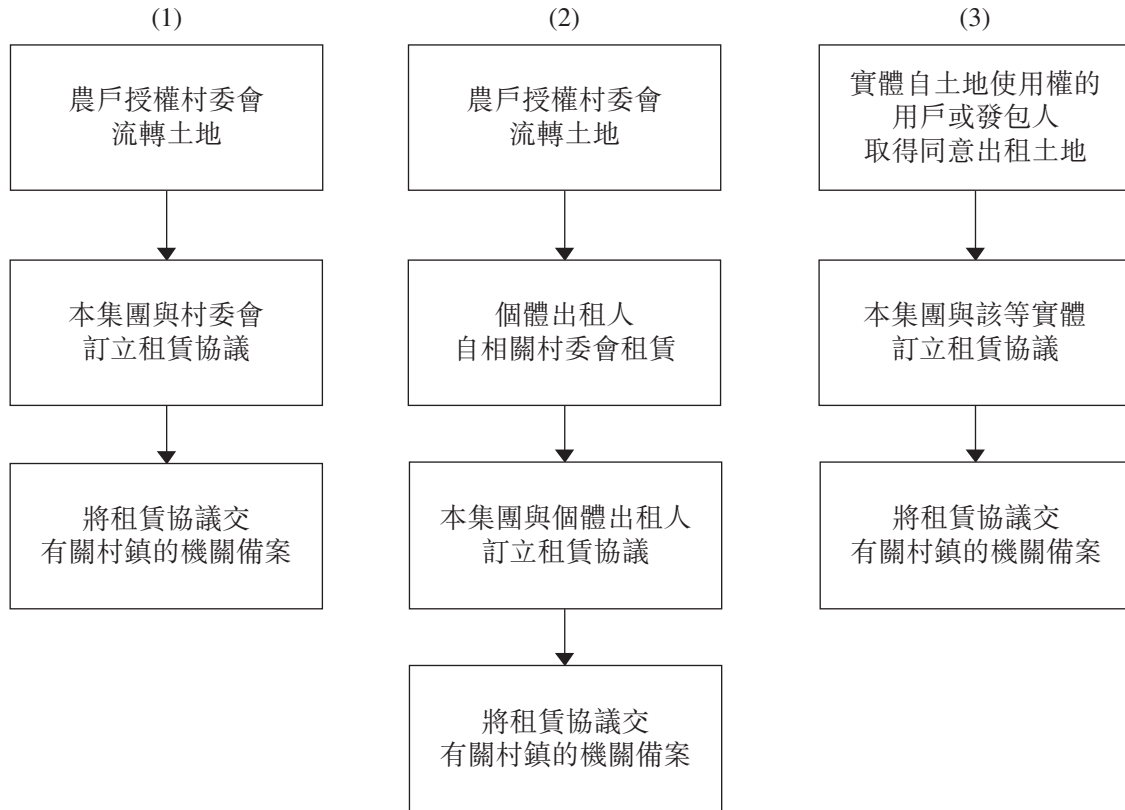 (1)
農戶授權村委會
流轉土地
本集團與村委會
訂立租賃協議
將租賃協議交
有關村鎮的機關備案
(2)
農戶授權村委會
流轉土地
個體出租人
自相關村委會租賃
本集團與個體出租人
訂立租賃協議
將租賃協議交
有關村鎮的機關備案
(3)
實體自土地使用權的
用戶或發包人
取得同意出租土地
本集團與該等實體
訂立租賃協議
將租賃協議交
有關村鎮的機關備案